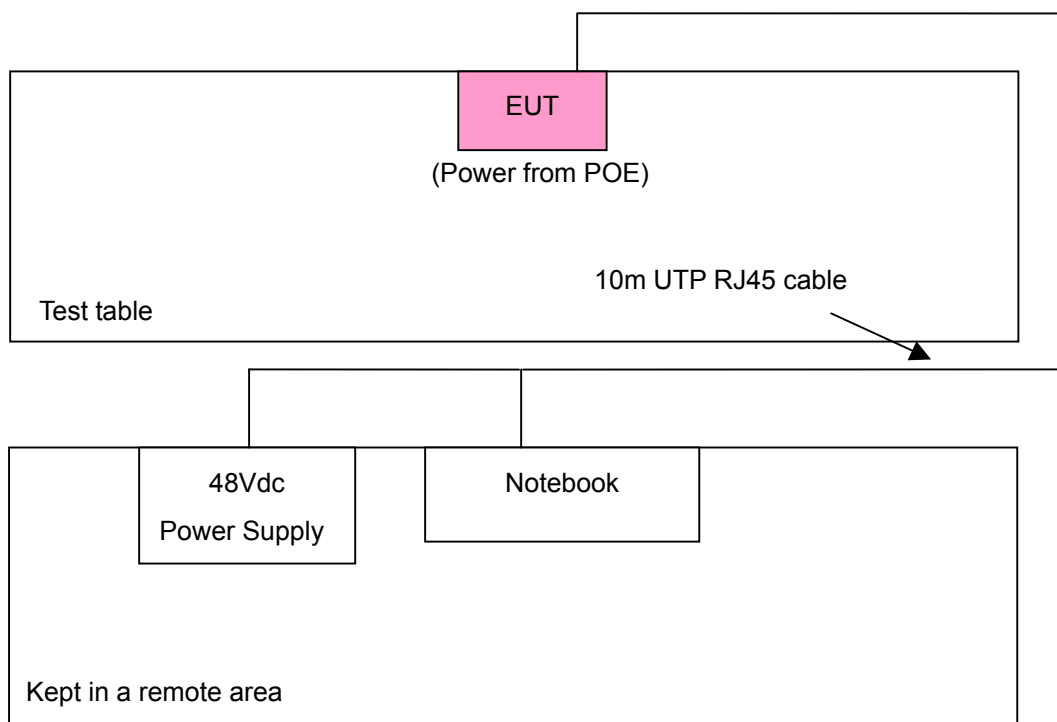 EUT
(Power from POE)
10m UTP RJ45 cable
Test table
48Vdc
Power Supply
Notebook
Kept in a remote area